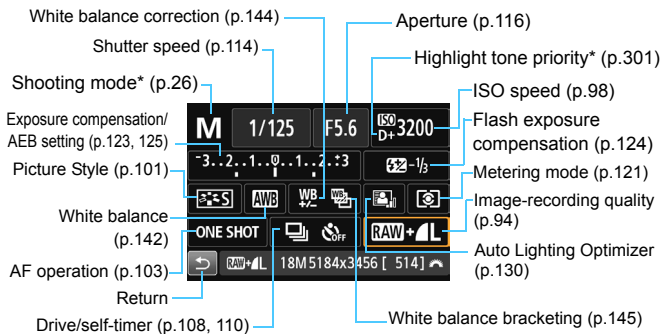 White balance correction (p.144)
Aperture (p.116)
Shutter speed (p.114)
Highlight tone priority* (p.301)
Shooting mode* (p.26)
ISO speed (p.98)
M 1/125 F5.6 ISO D+ 3200
Exposure compensation/
AEB setting (p.123, 125)
Flash exposure
compensation (p.124)
-3..2..1..0..1..2..+3 -1/3
Picture Style (p.101)
Metering mode (p.121)
S AWB WB +/- WB
White balance
(p.142)
Image-recording quality
(p.94)
ONE SHOT OFF RAW+L
AF operation (p.103)
Auto Lighting Optimizer
(p.130)
RAW+L 18M 5184x3456 [ 514]
Return
Drive/self-timer (p.108, 110)
White balance bracketing (p.145)